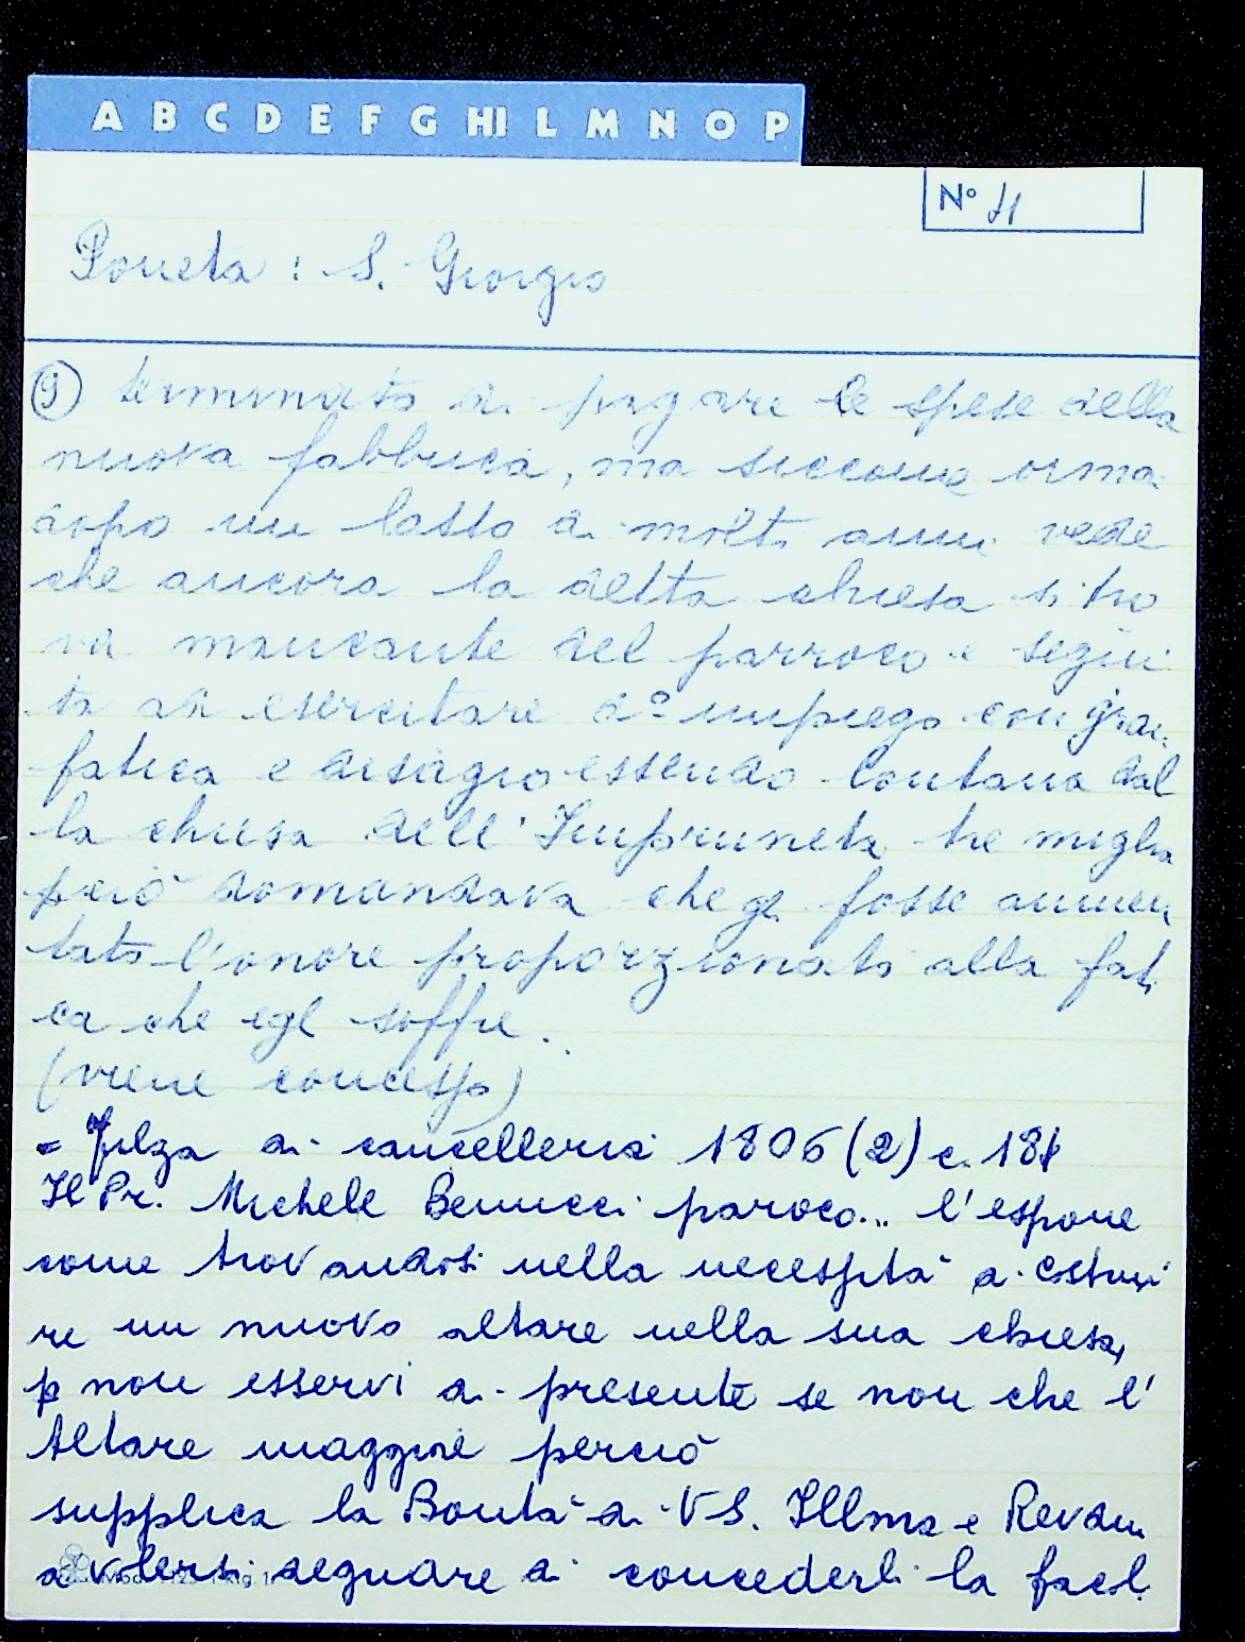 A B C D E F G HI L M N O P
N° 41
Poneta : S. Giorgio
9 terminato di pagare le spese della
nuova fabbrica, ma siccome ormai
dopo un lasso di molti anni vede
che ancora la detta chiesa si tro
va mancante del parroco e segui
ta ad esercitare d° impiego con gran
fatica e disagio essendo lontana dal
la chiesa dell'Impruneta tre miglia
perciò domandava che gli fosse aumen
tato l'onore proporzionato alla fati
ca che egli soffre.
(viene concesso)
= Filza di cancelleria 1806 (2) c. 181
Il Pr. Michele Benucci paroco... l'espone
come trovandosi nella necessità di costrui
re un nuovo altare nella sua chiesa,
p non esservi di presente se non che l'
Altare maggiore perciò
supplica la Bontà di VS. Illma e Revdm
a volersi degnare di concederli la facol